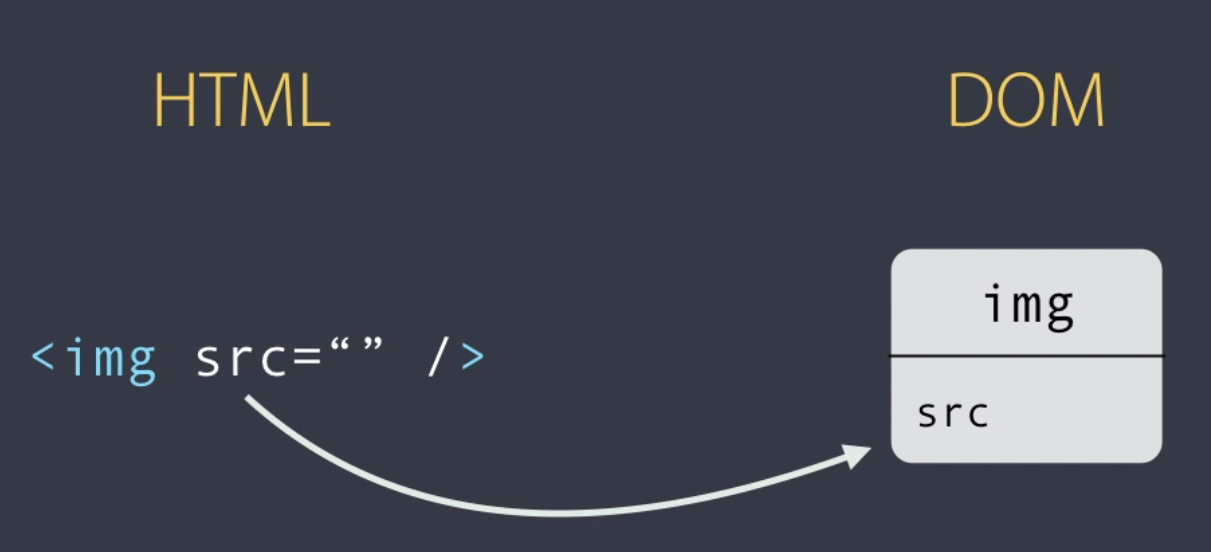 HTML
DOM
<img src=“” />
img
src